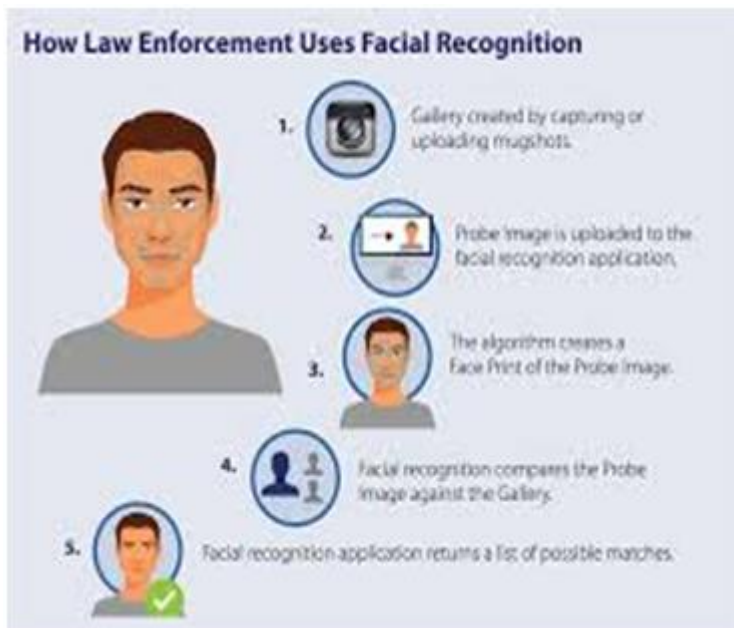 How Law Enforcement Uses Facial Recognition
1. Gallery created by capturing or
uploading mugshots.
2. Probe Image is uploaded to the
facial recognition application.
3. The algorithm creates a
Face Print of the Probe Image.
4. Facial recognition compares the Probe
Image against the Gallery.
5. Facial recognition application returns a list of possible matches.